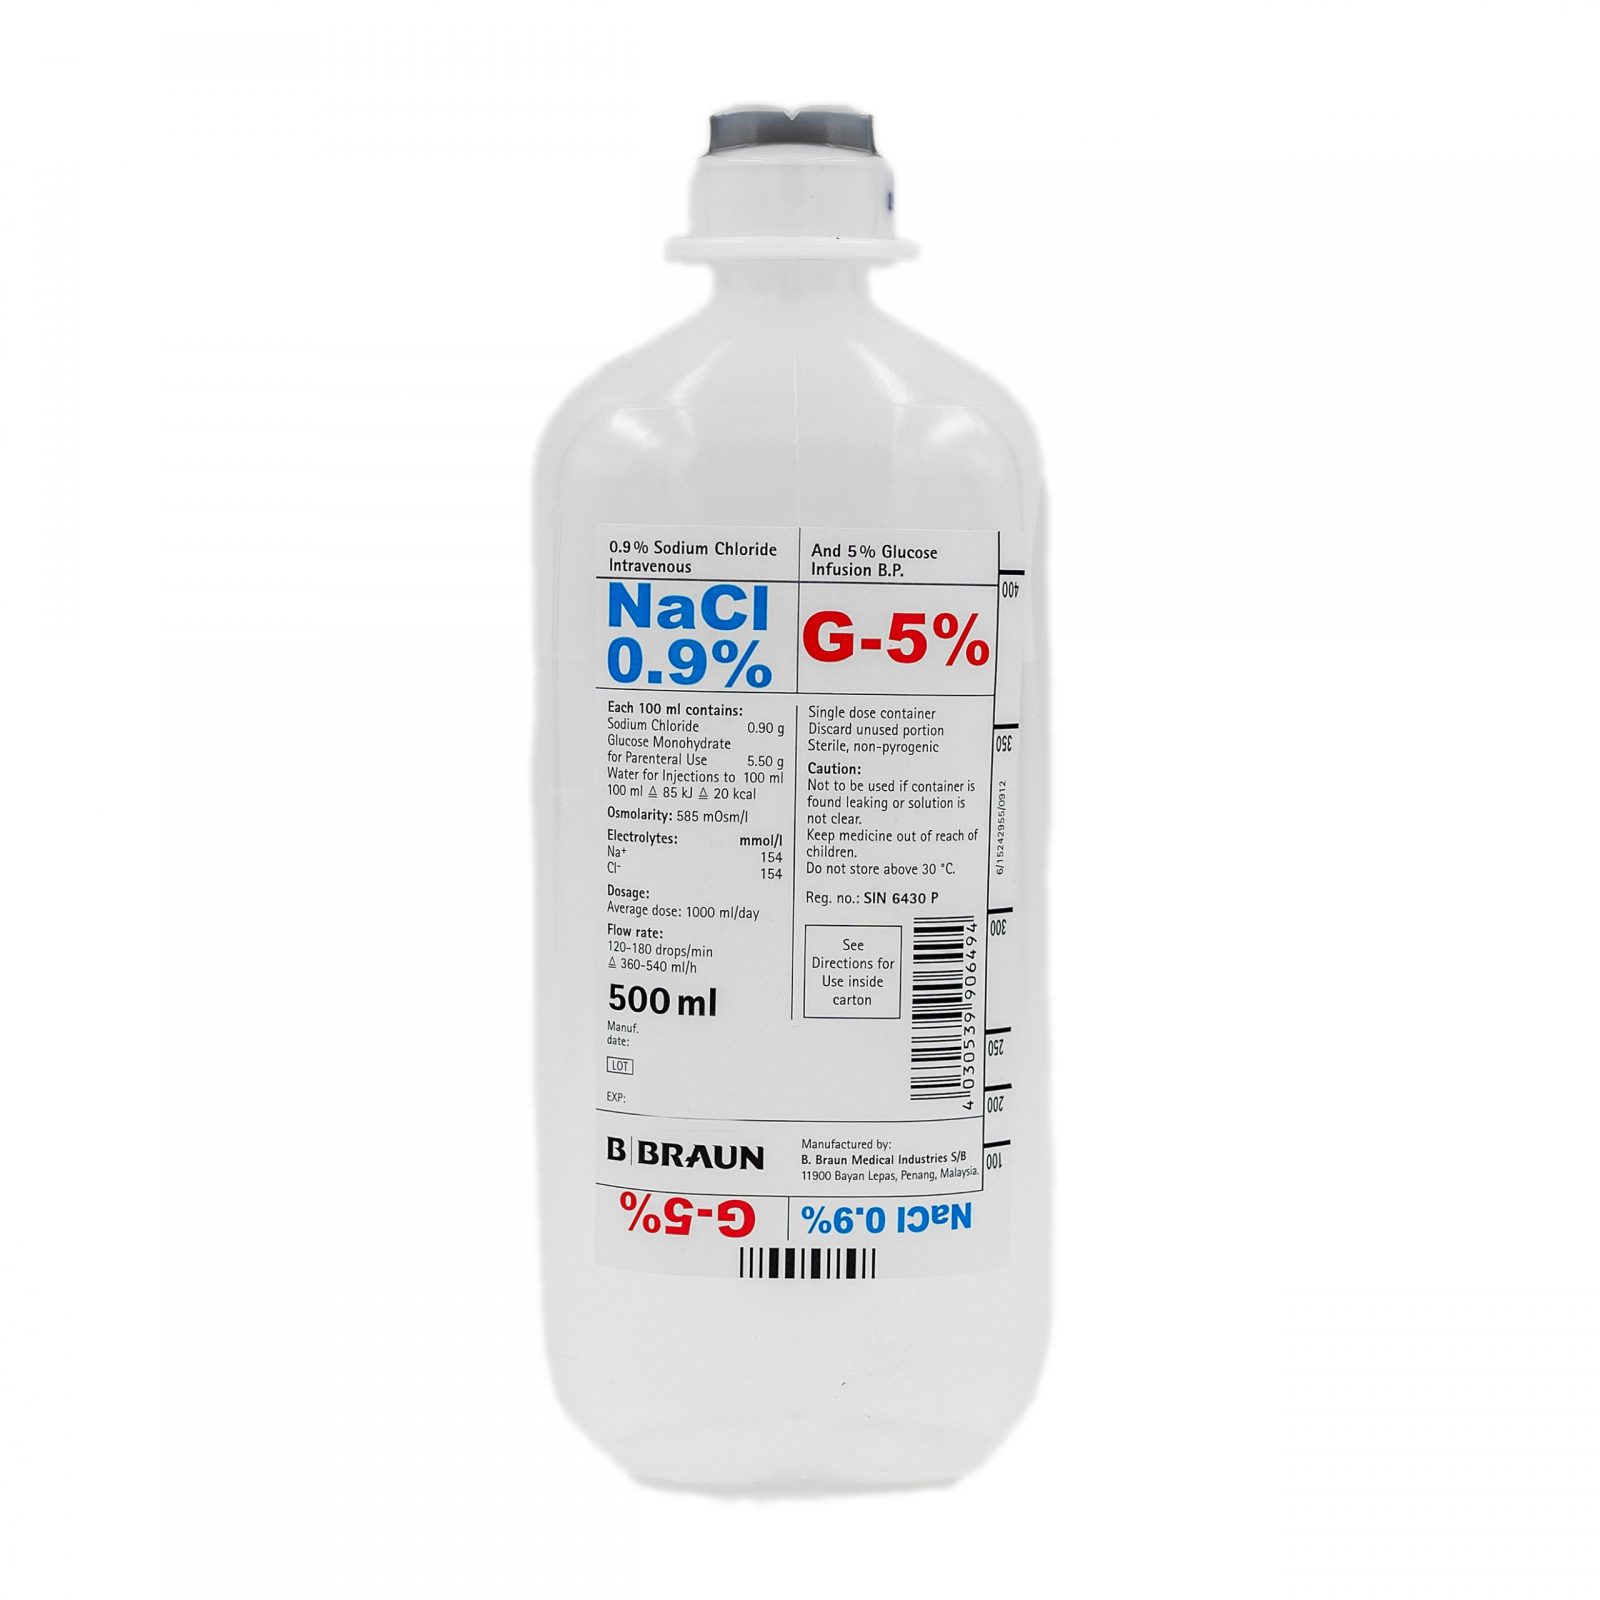 0.9% Sodium Chloride
Intravenous
And 5% Glucose
Infusion B.P.
NaCl
0.9%
G-5%
Each 100 ml contains:
Sodium Chloride 0.90 g
Glucose Monohydrate
for Parenteral Use 5.50 g
Water for Injections to 100 ml
100 ml ≙ 85 kJ ≙ 20 kcal
Osmolarity: 585 mOsm/l
Electrolytes: mmol/l
Na⁺ 154
Cl⁻ 154
Dosage:
Average dose: 1000 ml/day
Flow rate:
120-180 drops/min
≙ 360-540 ml/h
500 ml
Manuf.
date:
LOT
EXP:
Single dose container
Discard unused portion
Sterile, non-pyrogenic
Caution:
Not to be used if container is
found leaking or solution is
not clear.
Keep medicine out of reach of
children.
Do not store above 30 °C.
Reg. no.: SIN 6430 P
See
Directions for
Use inside
carton
4 030539 906494
400
350
6/15242955/0912
300
250
200
100
B|BRAUN
Manufactured by:
B. Braun Medical Industries S/B
11900 Bayan Lepas, Penang, Malaysia.
G-5%
NaCl 0.9%